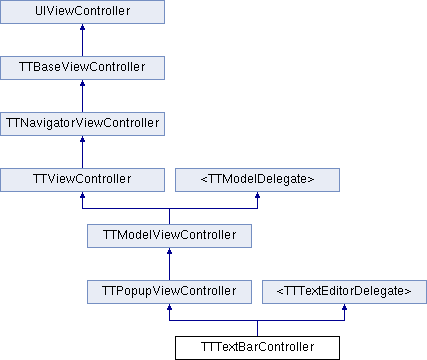 UIViewController
TTBaseViewController
TTNavigatorViewController
TTViewController
<TTModelDelegate>
TTModelViewController
TTPopupViewController
<TTTextEditorDelegate>
TTTextBarController